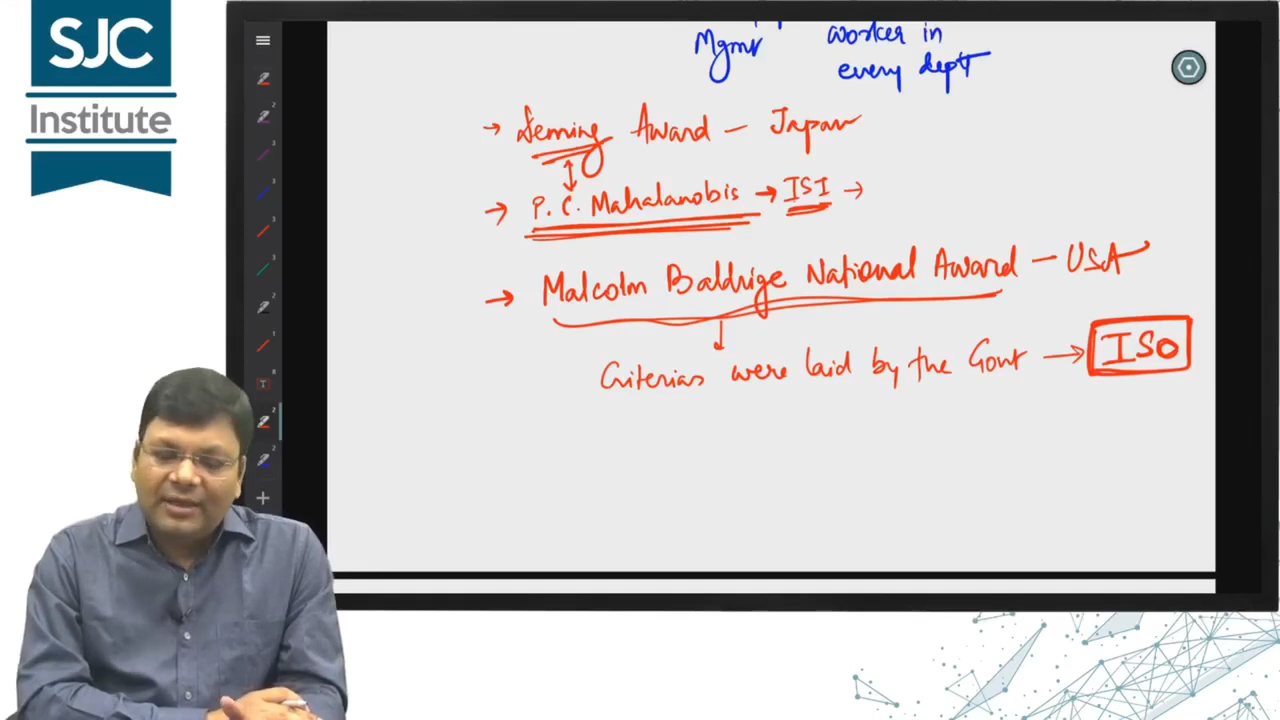 SJC
Institute
Mgmt worker in
every deptt
→ Deming Award – Japan
→ P. C. Mahalanobis → ISI →
→ Malcolm Baldrige National Award – USA
Criterias were laid by the Govt → ISO